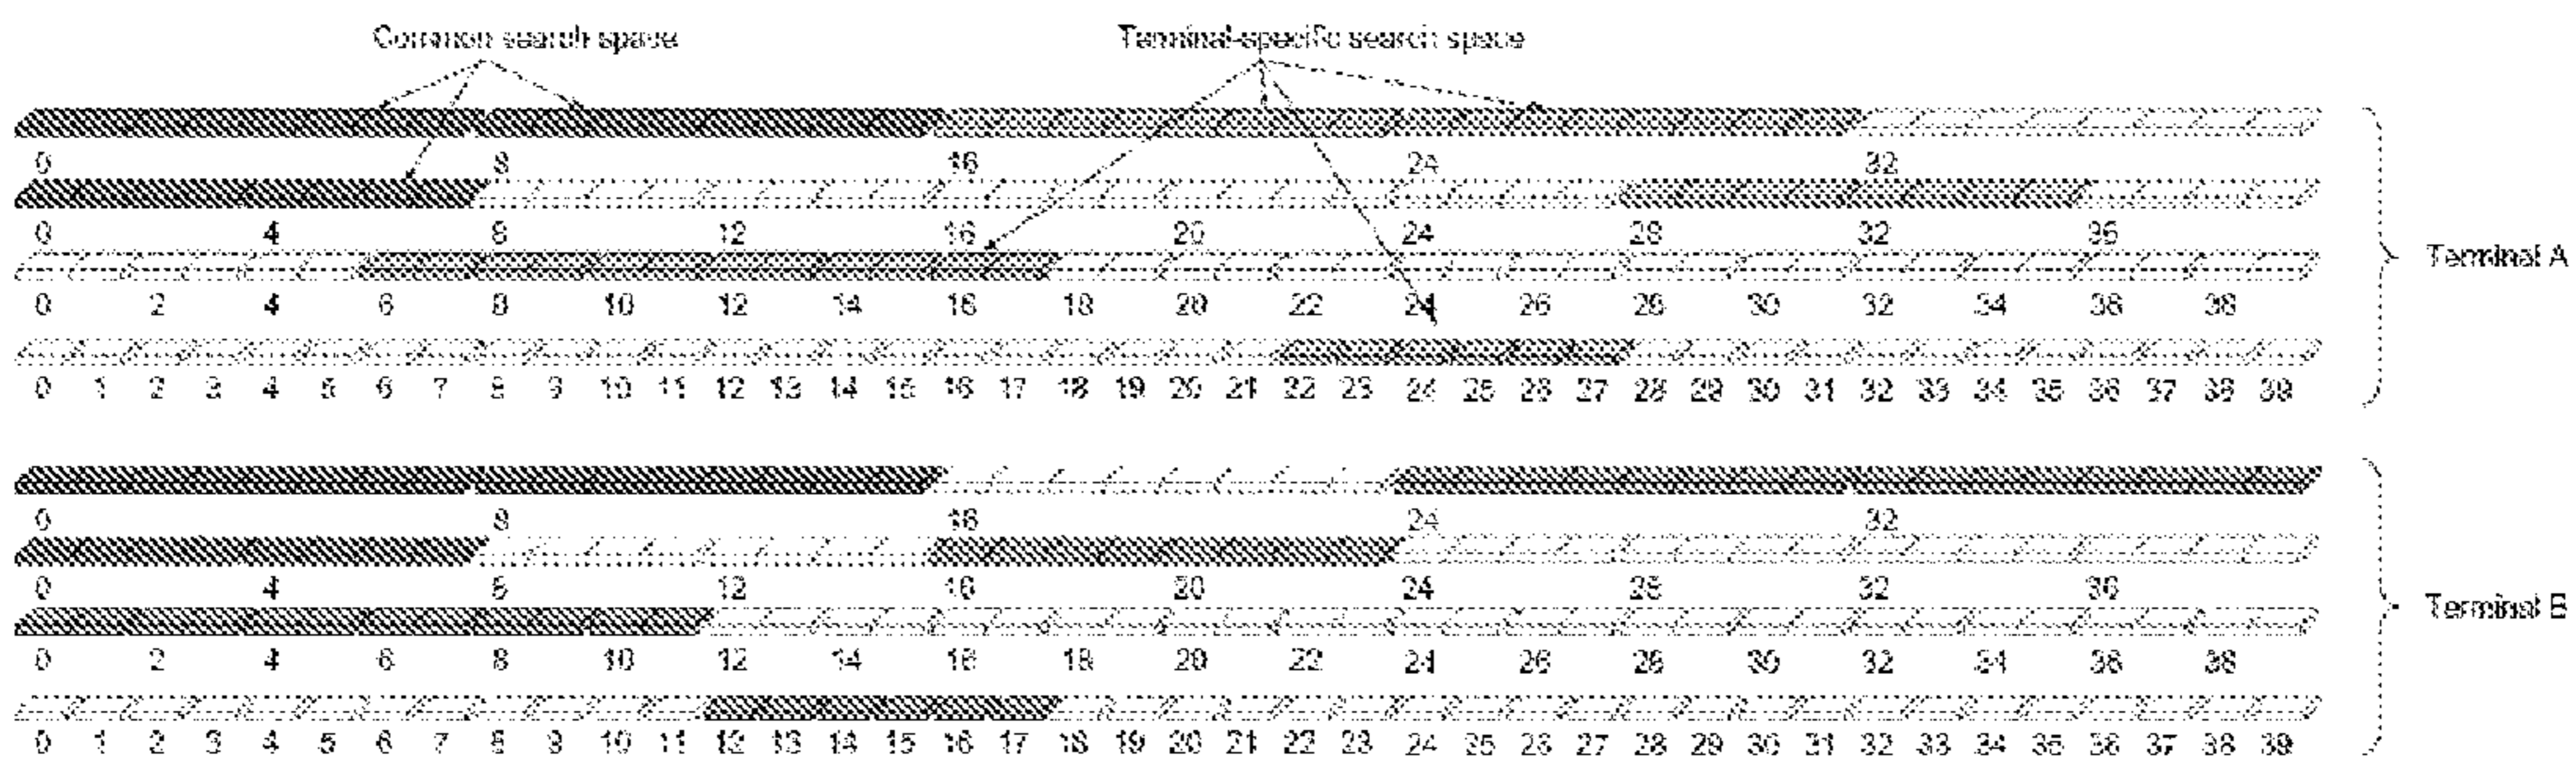 Common search space Terminal-specific search space
0 8 16 24 32
0 4 8 12 16 20 24 28 32 36
Terminal A
0 2 4 6 8 10 12 14 16 18 20 22 24 26 28 30 32 34 36 38
0 1 2 3 4 5 6 7 8 9 10 11 12 13 14 15 16 17 18 19 20 21 22 23 24 25 26 27 28 29 30 31 32 33 34 35 36 37 38 39
0 8 16 24 32
0 4 8 12 16 20 24 28 32 36
Terminal B
0 2 4 6 8 10 12 14 16 18 20 22 24 26 28 30 32 34 36 38
0 1 2 3 4 5 6 7 8 9 10 11 12 13 14 15 16 17 18 19 20 21 22 23 24 25 26 27 28 29 30 31 32 33 34 35 36 37 38 39